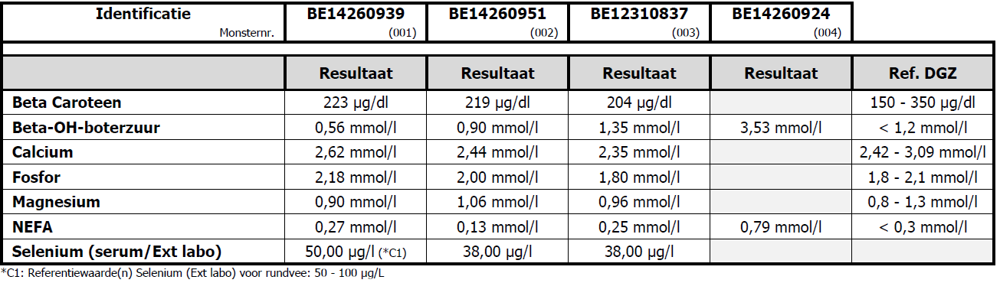 Identificatie BE14260939 BE14260951 BE12310837 BE14260924
Monsternr. (001) (002) (003) (004)
Resultaat Resultaat Resultaat Resultaat Ref. DGZ
Beta Caroteen 223 µg/dl 219 µg/dl 204 µg/dl 150 - 350 µg/dl
Beta-OH-boterzuur 0,56 mmol/l 0,90 mmol/l 1,35 mmol/l 3,53 mmol/l < 1,2 mmol/l
Calcium 2,62 mmol/l 2,44 mmol/l 2,35 mmol/l 2,42 - 3,09 mmol/l
Fosfor 2,18 mmol/l 2,00 mmol/l 1,80 mmol/l 1,8 - 2,1 mmol/l
Magnesium 0,90 mmol/l 1,06 mmol/l 0,96 mmol/l 0,8 - 1,3 mmol/l
NEFA 0,27 mmol/l 0,13 mmol/l 0,25 mmol/l 0,79 mmol/l < 0,3 mmol/l
Selenium (serum/Ext labo) 50,00 µg/l (*C1) 38,00 µg/l 38,00 µg/l
*C1: Referentiewaarde(n) Selenium (Ext labo) voor rundvee: 50 - 100 µg/L